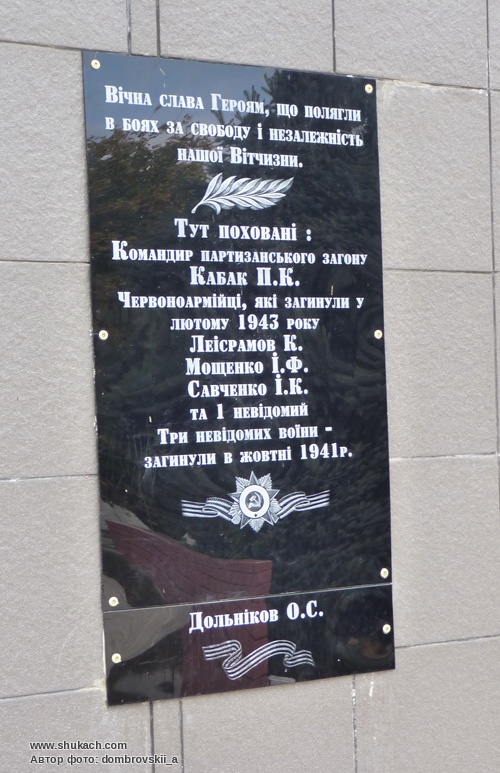 Вічна слава Героям, що полягли
в боях за свободу і незалежність
нашої Вітчизни.
Тут поховані :
Командир партизанського загону
Кабак П.К.
Червоноармійці, які загинули у
лютому 1943 року
Леісрамов К.
Мощенко І.Ф.
Савченко І.К.
та 1 невідомий
Три невідомих воїни -
загинули в жовтні 1941р.
Дольніков О.С.
www.shukach.com
Автор фото: dombrovskii_a